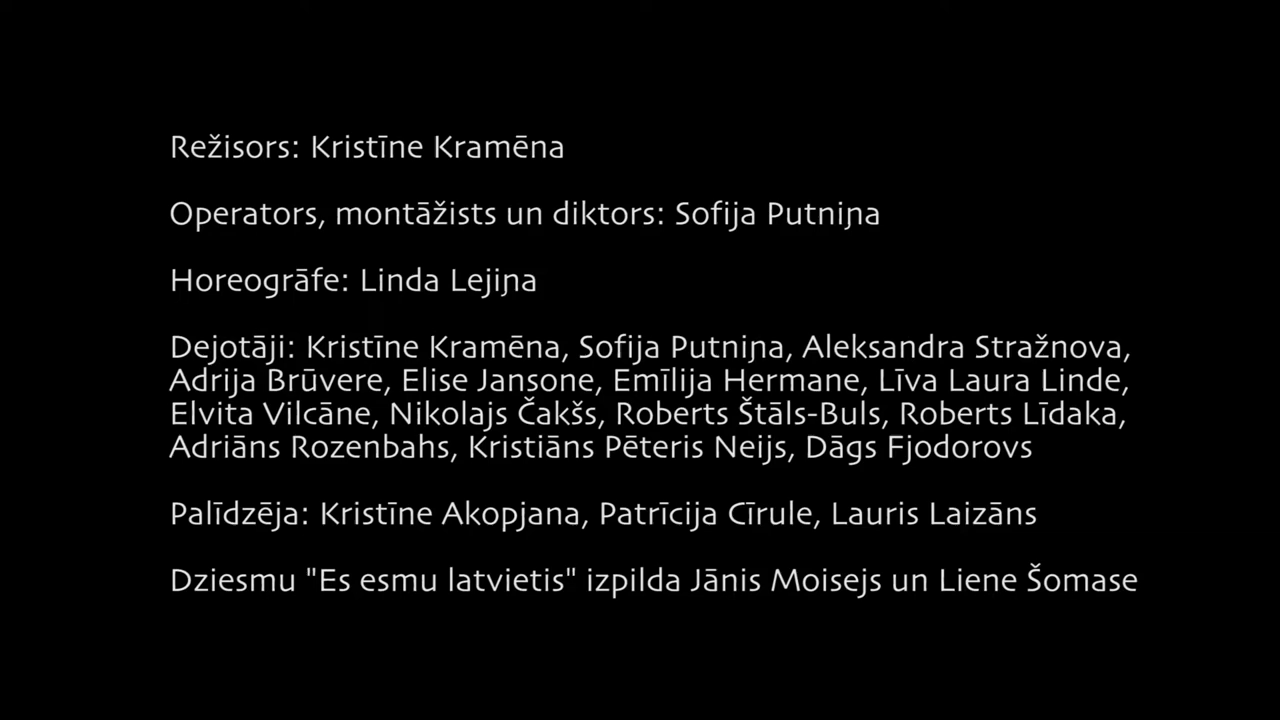 Režisors: Kristīne Kramēna
Operators, montāžists un diktors: Sofija Putniņa
Horeogrāfe: Linda Lejiņa
Dejotāji: Kristīne Kramēna, Sofija Putniņa, Aleksandra Stražnova,
Adrija Brūvere, Elise Jansone, Emīlija Hermane, Līva Laura Linde,
Elvita Vilcāne, Nikolajs Čakšs, Roberts Štāls-Buls, Roberts Līdaka,
Adriāns Rozenbahs, Kristiāns Pēteris Neijs, Dāgs Fjodorovs
Palīdzēja: Kristīne Akopjana, Patrīcija Cīrule, Lauris Laizāns
Dziesmu "Es esmu latvietis" izpilda Jānis Moisejs un Liene Šomase